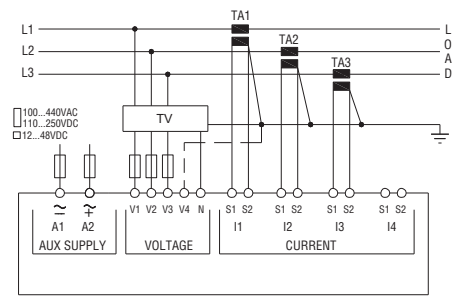 TA1
L1 L
TA2
L2 O
A
TA3
L3 D
100...440VAC
110...250VDC
12...48VDC
TV
V1 V2 V3 V4 N S1 S2 S1 S2 S1 S2 S1 S2
A1 A2 I1 I2 I3 I4
AUX SUPPLY VOLTAGE CURRENT